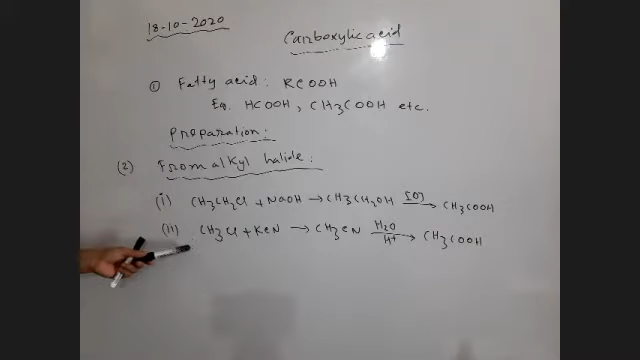 18-10-2020
Carboxylic acid
① Fatty acid: RCOOH
Eg. HCOOH, CH3COOH etc.
Preparation:
(2) From alkyl halide:
(i) CH3CH2Cl + NaOH → CH3CH2OH [O]→ CH3COOH
(ii) CH3Cl + KCN → CH3CN H2O/H+→ CH3COOH